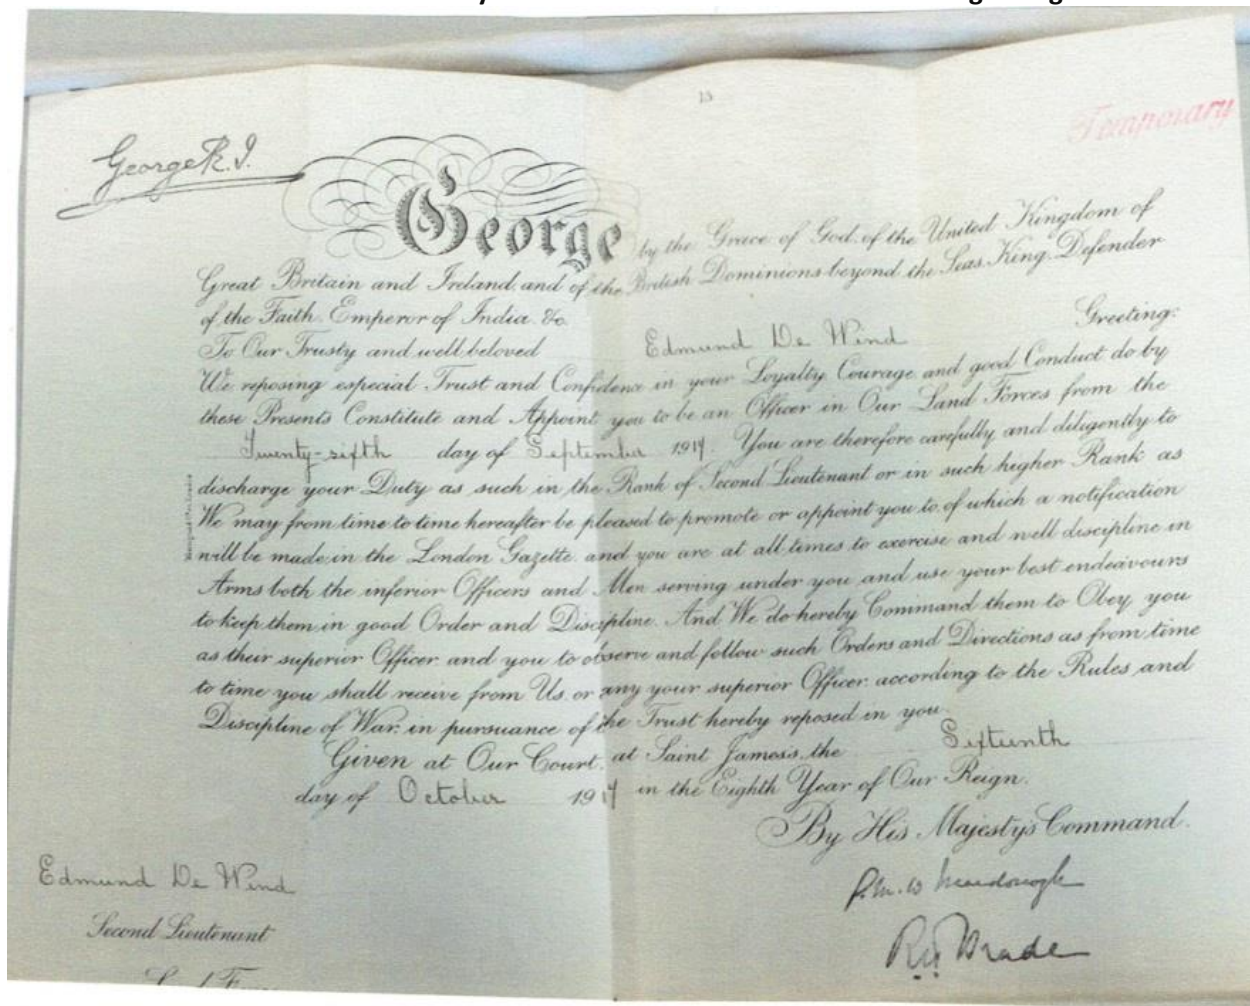 Temporary
George R.I.
George by the Grace of God, of the United Kingdom of
Great Britain and Ireland, and of the British Dominions beyond the Seas, King, Defender
of the Faith, Emperor of India, &c.
To Our Trusty and well beloved Edmund De Wind Greeting:
We reposing especial Trust and Confidence in your Loyalty, Courage, and good Conduct do by
these Presents Constitute and Appoint you to be an Officer in Our Land Forces from the
Twenty-sixth day of September 1917. You are therefore carefully and diligently to
discharge your Duty as such in the Rank of Second Lieutenant or in such higher Rank as
We may from time to time hereafter be pleased to promote or appoint you to, of which a notification
will be made in the London Gazette, and you are at all times to exercise and well discipline in
Arms both the inferior Officers and Men serving under you and use your best endeavours
to keep them in good Order and Discipline. And We do hereby Command them to Obey you
as their superior Officer, and you to observe and follow such Orders and Directions as from time
to time you shall receive from Us, or any your superior Officer, according to the Rules and
Discipline of War, in pursuance of the Trust hereby reposed in you.
Given at Our Court, at Saint James's, the Sixteenth
day of October 1917 in the Eighth Year of Our Reign.
By His Majesty's Command.
Edmund De Wind
Second Lieutenant